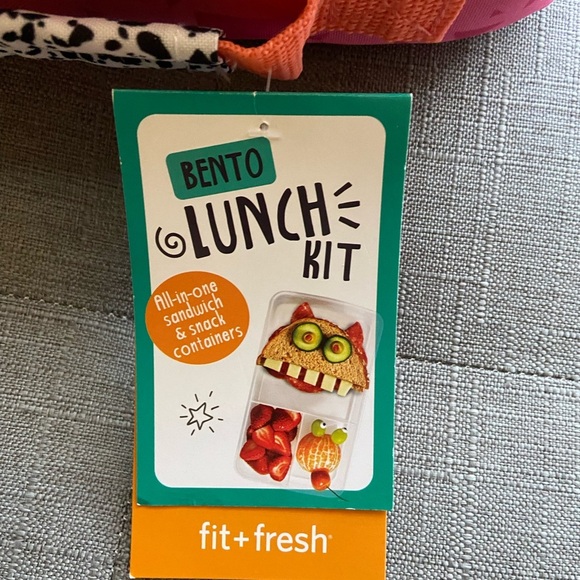 BENTO
LUNCH
KIT
All-in-one
sandwich
& snack
containers
fit+fresh®